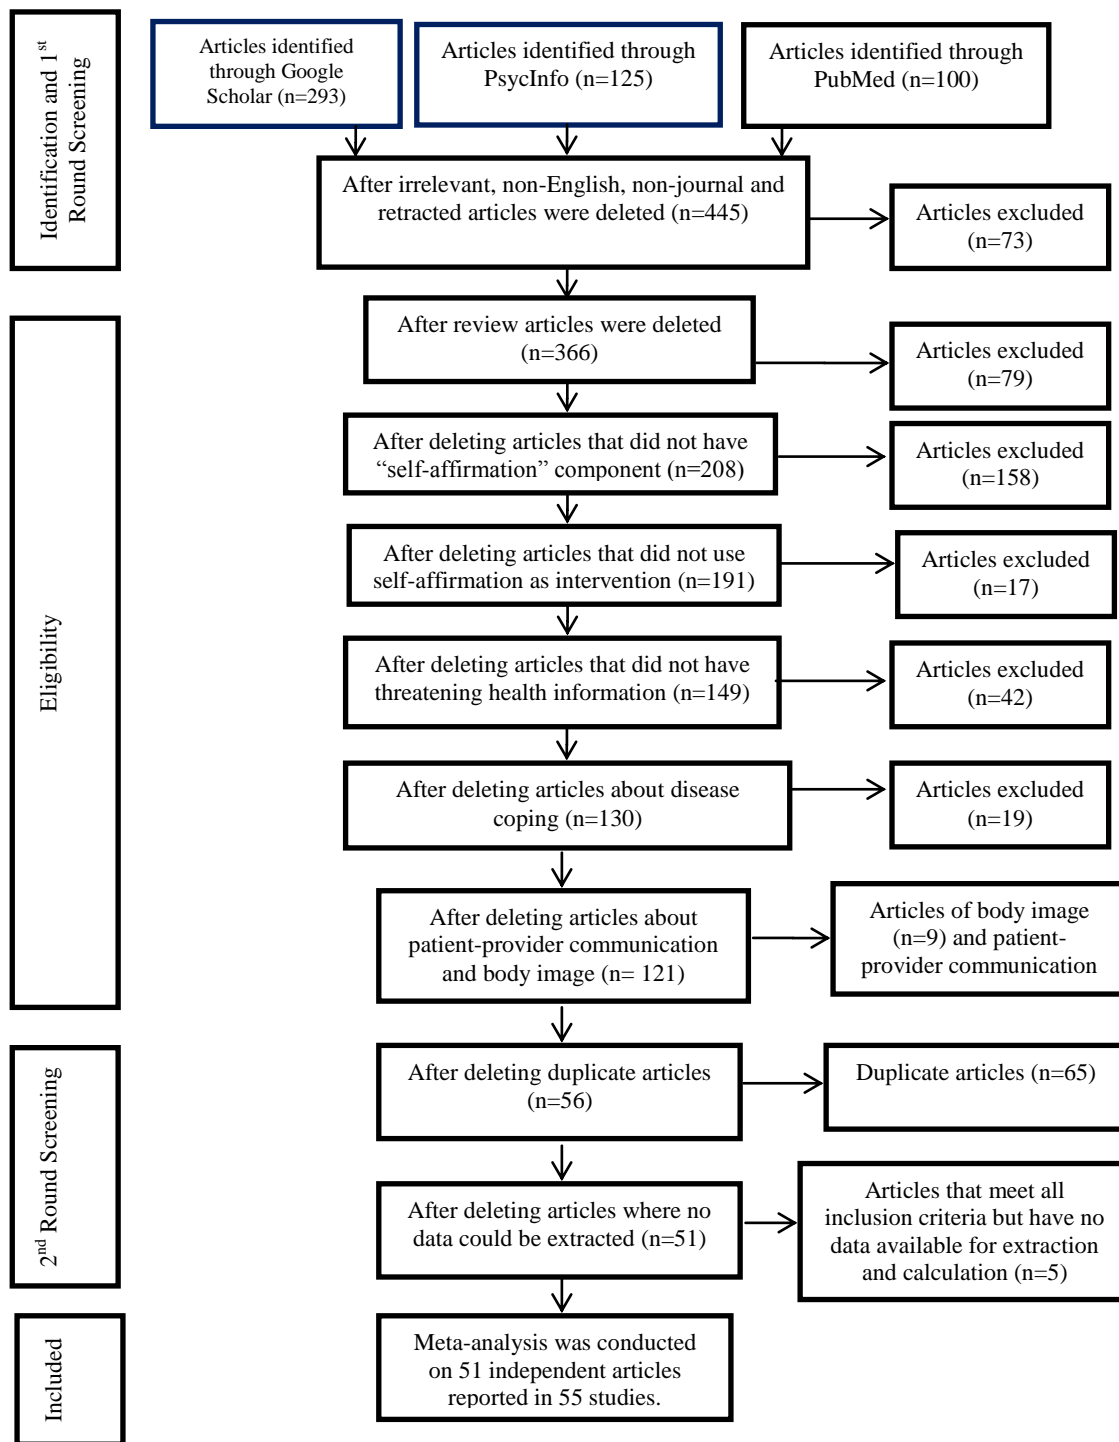 Identification and 1st
Round Screening
Articles identified
through Google
Scholar (n=293)
Articles identified through
PsycInfo (n=125)
Articles identified through
PubMed (n=100)
After irrelevant, non-English, non-journal and
retracted articles were deleted (n=445)
Articles excluded
(n=73)
Eligibility
After review articles were deleted
(n=366)
Articles excluded
(n=79)
After deleting articles that did not have
“self-affirmation” component (n=208)
Articles excluded
(n=158)
After deleting articles that did not use
self-affirmation as intervention (n=191)
Articles excluded
(n=17)
After deleting articles that did not have
threatening health information (n=149)
Articles excluded
(n=42)
After deleting articles about disease
coping (n=130)
Articles excluded
(n=19)
After deleting articles about
patient-provider communication
and body image (n= 121)
Articles of body image
(n=9) and patient-
provider communication
2nd Round Screening
After deleting duplicate articles
(n=56)
Duplicate articles (n=65)
After deleting articles where no
data could be extracted (n=51)
Articles that meet all
inclusion criteria but have no
data available for extraction
and calculation (n=5)
Included
Meta-analysis was conducted
on 51 independent articles
reported in 55 studies.